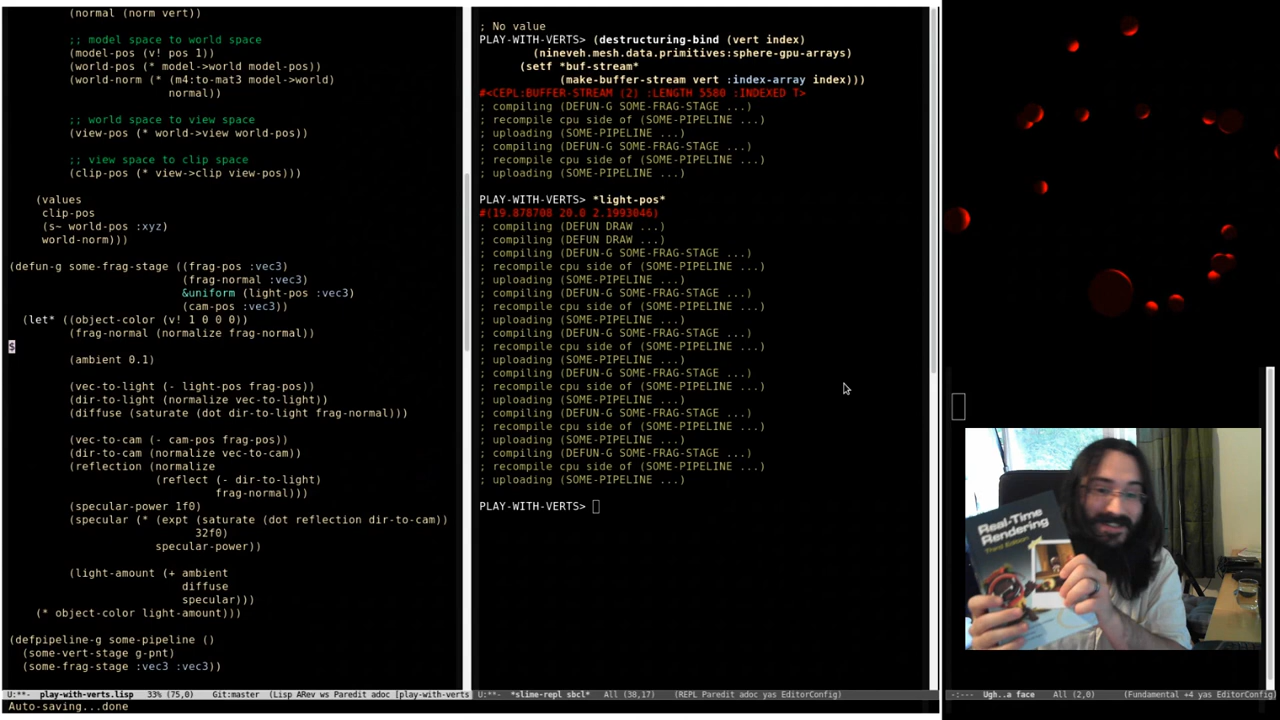 (normal (norm vert))
;; model space to world space
(model-pos (v! pos 1))
(world-pos (* model->world model-pos))
(world-norm (* (m4:to-mat3 model->world)
normal))
;; world space to view space
(view-pos (* world->view world-pos))
;; view space to clip space
(clip-pos (* view->clip view-pos)))
(values
clip-pos
(s~ world-pos :xyz)
world-norm)))
(defun-g some-frag-stage ((frag-pos :vec3)
(frag-normal :vec3)
&uniform (light-pos :vec3)
(cam-pos :vec3))
(let* ((object-color (v! 1 0 0 0))
(frag-normal (normalize frag-normal))
$
(ambient 0.1)
(vec-to-light (- light-pos frag-pos))
(dir-to-light (normalize vec-to-light))
(diffuse (saturate (dot dir-to-light frag-normal)))
(vec-to-cam (- cam-pos frag-pos))
(dir-to-cam (normalize vec-to-cam))
(reflection (normalize
(reflect (- dir-to-light)
frag-normal)))
(specular-power 1f0)
(specular (* (expt (saturate (dot reflection dir-to-cam))
32f0)
specular-power))
(light-amount (+ ambient
diffuse
specular)))
(* object-color light-amount)))
(defpipeline-g some-pipeline ()
(some-vert-stage g-pnt)
(some-frag-stage :vec3 :vec3))
U:**- play-with-verts.lisp 33% (75,0) Git:master (Lisp ARev ws Paredit adoc [play-with-verts
Auto-saving...done
; No value
PLAY-WITH-VERTS> (destructuring-bind (vert index)
(nineveh.mesh.data.primitives:sphere-gpu-arrays)
(setf *buf-stream*
(make-buffer-stream vert :index-array index)))
#<CEPL:BUFFER-STREAM (2) :LENGTH 5580 :INDEXED T>
; compiling (DEFUN-G SOME-FRAG-STAGE ...)
; recompile cpu side of (SOME-PIPELINE ...)
; uploading (SOME-PIPELINE ...)
; compiling (DEFUN-G SOME-FRAG-STAGE ...)
; recompile cpu side of (SOME-PIPELINE ...)
; uploading (SOME-PIPELINE ...)
PLAY-WITH-VERTS> *light-pos*
#(19.878708 20.0 2.1993046)
; compiling (DEFUN DRAW ...)
; compiling (DEFUN DRAW ...)
; compiling (DEFUN-G SOME-FRAG-STAGE ...)
; recompile cpu side of (SOME-PIPELINE ...)
; uploading (SOME-PIPELINE ...)
; compiling (DEFUN-G SOME-FRAG-STAGE ...)
; recompile cpu side of (SOME-PIPELINE ...)
; uploading (SOME-PIPELINE ...)
; compiling (DEFUN-G SOME-FRAG-STAGE ...)
; recompile cpu side of (SOME-PIPELINE ...)
; uploading (SOME-PIPELINE ...)
; compiling (DEFUN-G SOME-FRAG-STAGE ...)
; recompile cpu side of (SOME-PIPELINE ...)
; uploading (SOME-PIPELINE ...)
; compiling (DEFUN-G SOME-FRAG-STAGE ...)
; recompile cpu side of (SOME-PIPELINE ...)
; uploading (SOME-PIPELINE ...)
; compiling (DEFUN-G SOME-FRAG-STAGE ...)
; recompile cpu side of (SOME-PIPELINE ...)
; uploading (SOME-PIPELINE ...)
PLAY-WITH-VERTS>
U:**- *slime-repl sbcl* All (38,17) (REPL Paredit adoc yas EditorConfig)
Real-Time
Rendering
Third Edition
-:--- Ugh..a face All (2,0) (Fundamental +4 yas EditorConfig)